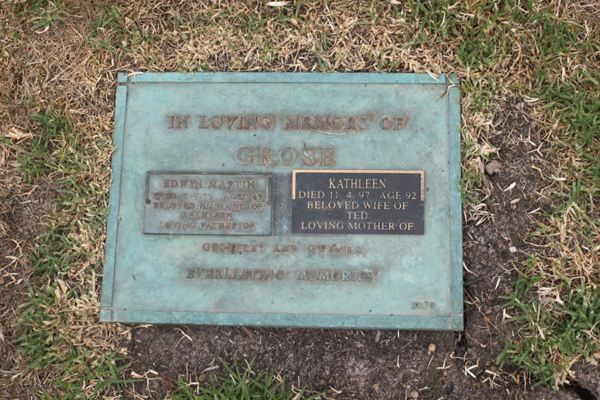 IN LOVING MEMORY OF
GROSE
EDWIN MARTIN
DIED
BELOVED HUSBAND OF
KATHLEEN
LOVING FATHER OF
KATHLEEN
DIED 11. 4. 97 AGE 92
BELOVED WIFE OF
TED
LOVING MOTHER OF
GEOFFREY AND
EVERLASTING MEMORIES